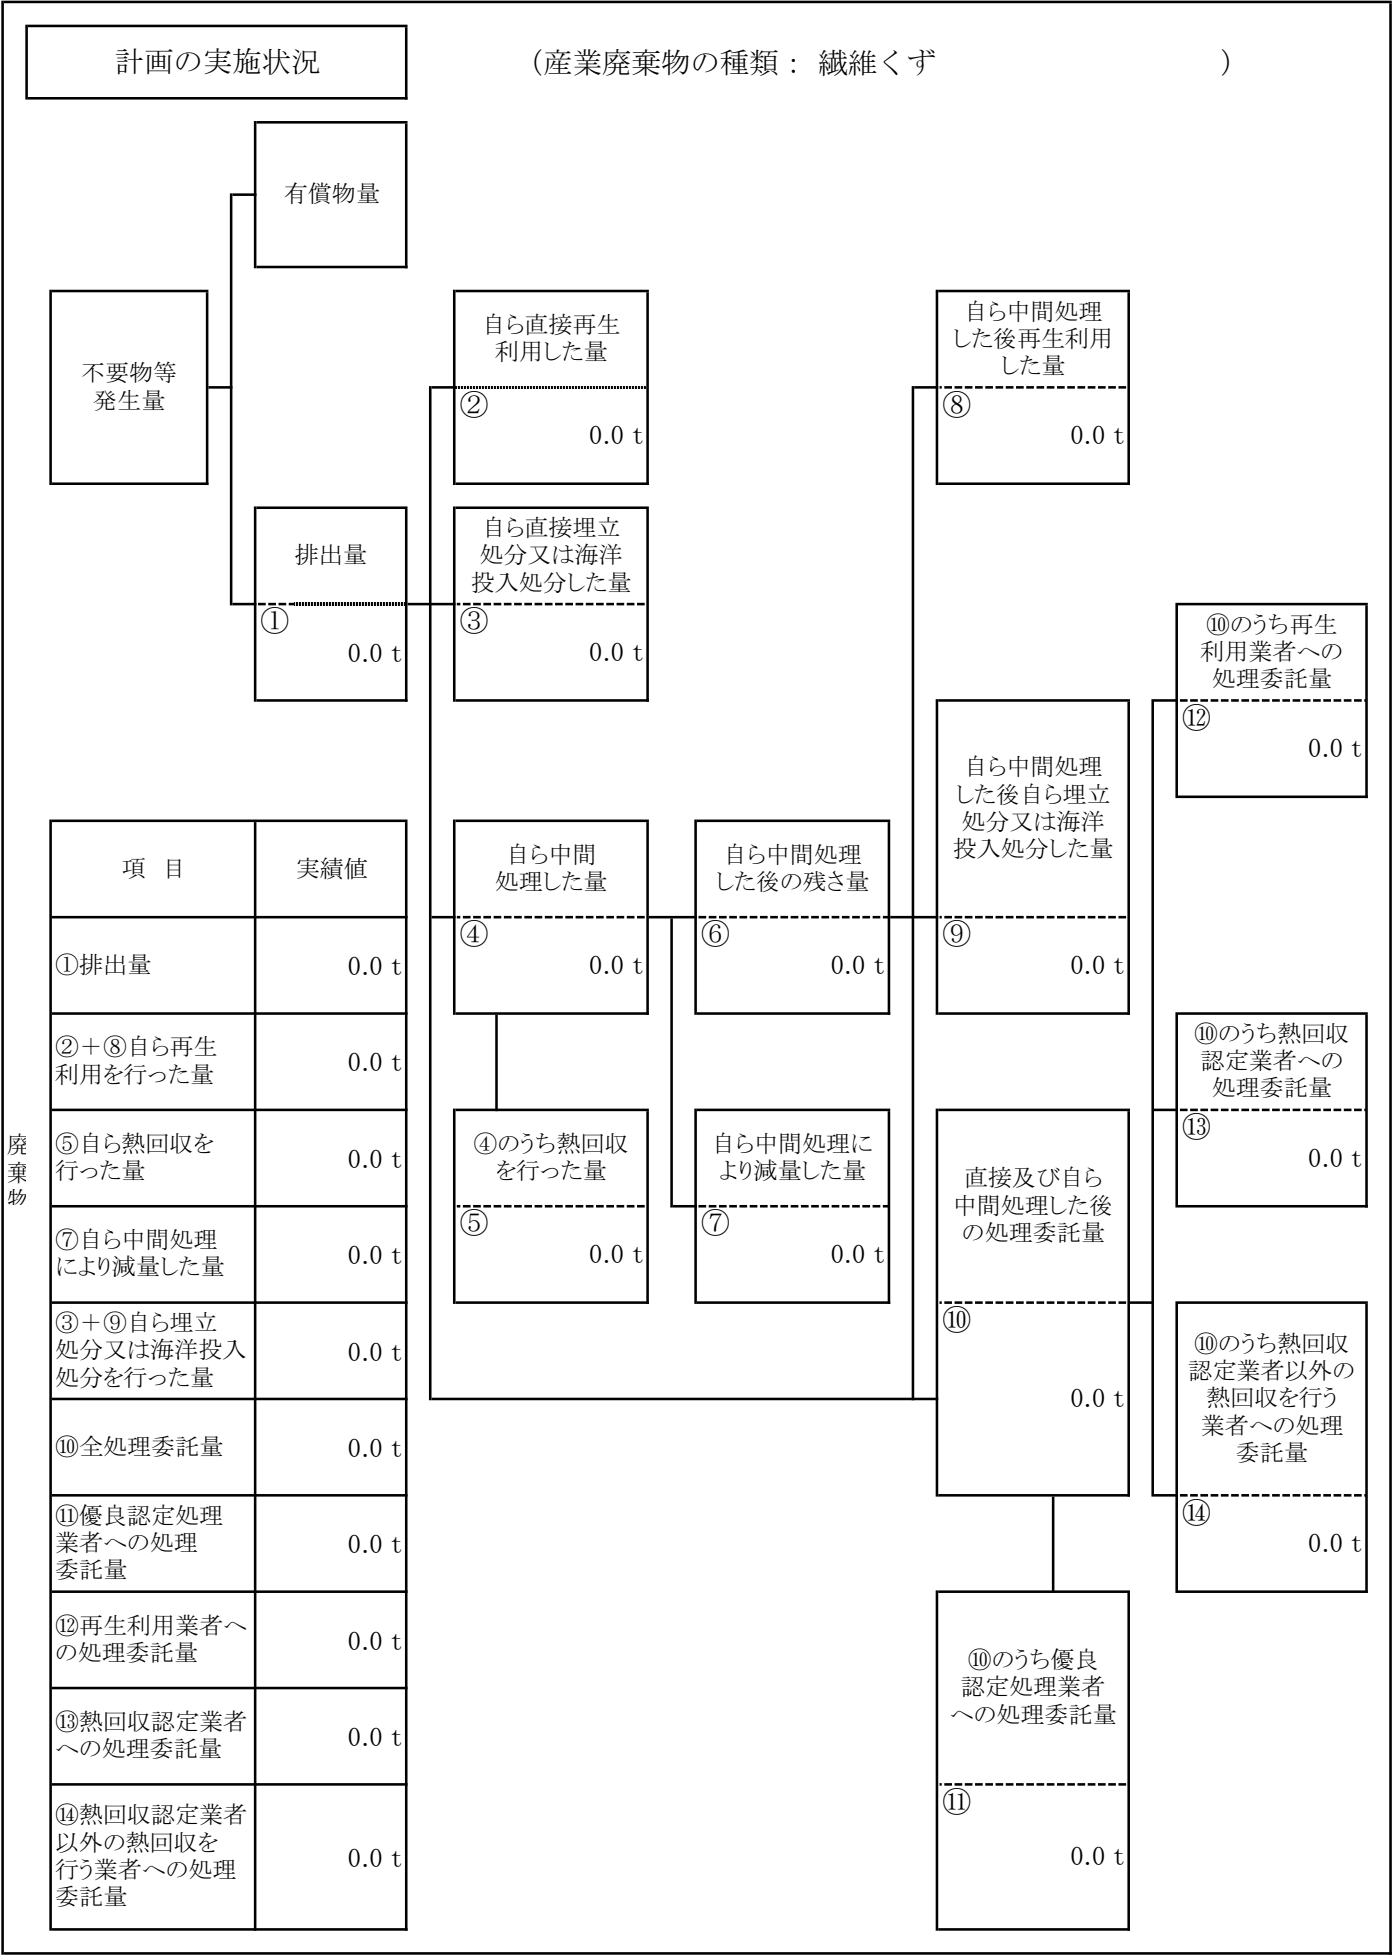 計画の実施状況
（産業廃棄物の種類： 繊維くず ）
有償物量
不要物等
発生量
自ら直接再生
利用した量
②
0.0 t
自ら中間処理
した後再生利用
した量
⑧
0.0 t
排出量
①
0.0 t
自ら直接埋立
処分又は海洋
投入処分した量
③
0.0 t
⑩のうち再生
利用業者への
処理委託量
⑫
0.0 t
自ら中間処理
した後自ら埋立
処分又は海洋
投入処分した量
⑨
0.0 t
自ら中間
処理した量
④
0.0 t
自ら中間処理
した後の残さ量
⑥
0.0 t
⑩のうち熱回収
認定業者への
処理委託量
⑬
0.0 t
④のうち熱回収
を行った量
⑤
0.0 t
自ら中間処理に
より減量した量
⑦
0.0 t
直接及び自ら
中間処理した後
の処理委託量
⑩
0.0 t
⑩のうち熱回収
認定業者以外の
熱回収を行う
業者への処理
委託量
⑭
0.0 t
⑩のうち優良
認定処理業者
への処理委託量
⑪
0.0 t
項 目 実績値
①排出量 0.0 t
②＋⑧自ら再生
利用を行った量
0.0 t
⑤自ら熱回収を
行った量
0.0 t
⑦自ら中間処理
により減量した量
0.0 t
③＋⑨自ら埋立
処分又は海洋投入
処分を行った量
0.0 t
⑩全処理委託量 0.0 t
⑪優良認定処理
業者への処理
委託量
0.0 t
⑫再生利用業者へ
の処理委託量
0.0 t
⑬熱回収認定業者
への処理委託量
0.0 t
⑭熱回収認定業者
以外の熱回収を
行う業者への処理
委託量
0.0 t
廃
棄
物